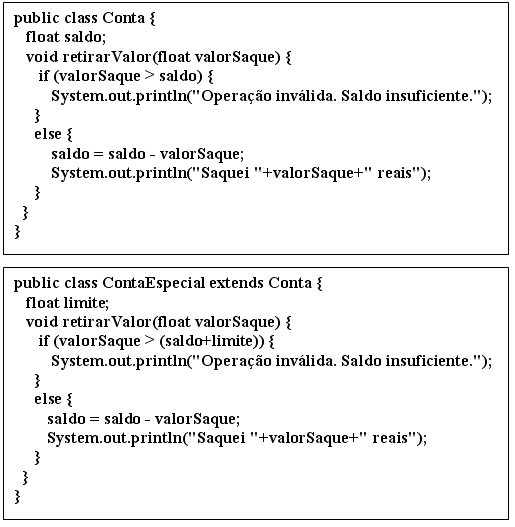 public class Conta {
float saldo;
void retirarValor(float valorSaque) {
if (valorSaque > saldo) {
System.out.println("Operação inválida. Saldo insuficiente.");
}
else {
saldo = saldo - valorSaque;
System.out.println("Saquei "+valorSaque+" reais");
}
}
}
public class ContaEspecial extends Conta {
float limite;
void retirarValor(float valorSaque) {
if (valorSaque > (saldo+limite)) {
System.out.println("Operação inválida. Saldo insuficiente.");
}
else {
saldo = saldo - valorSaque;
System.out.println("Saquei "+valorSaque+" reais");
}
}
}